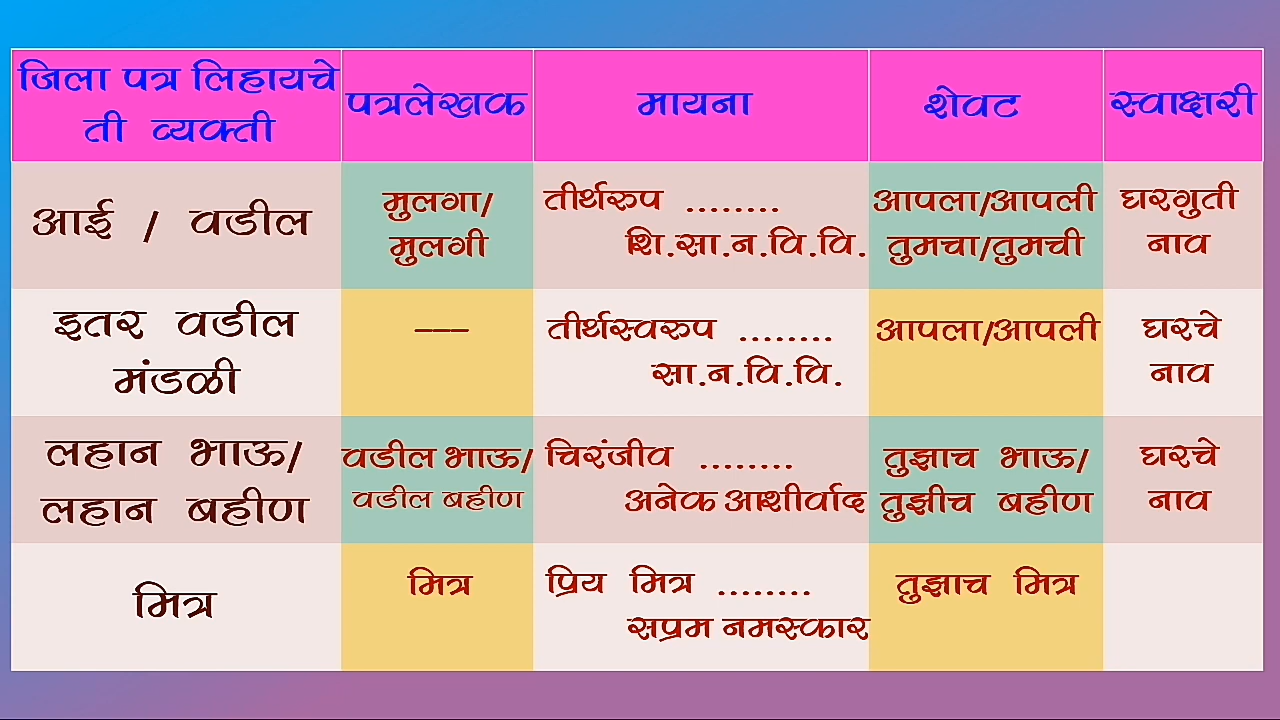 जिला पत्र लिहायचे
ती व्यक्ती
पत्रलेखक
मायना
शेवट
स्वाक्षरी
आई / वडील
मुलगा/
मुलगी
तीर्थरुप ........
शि.सा.न.वि.वि.
आपला/आपली
तुमचा/तुमची
घरगुती
नाव
इतर वडील
मंडळी
---
तीर्थस्वरुप ........
सा.न.वि.वि.
आपला/आपली
घरचे
नाव
लहान भाऊ/
लहान बहीण
वडील भाऊ/
वडील बहीण
चिरंजीव ........
अनेक आशीर्वाद
तुझाच भाऊ/
तुझीच बहीण
घरचे
नाव
मित्र
मित्र
प्रिय मित्र ........
सप्रम नमस्कार
तुझाच मित्र